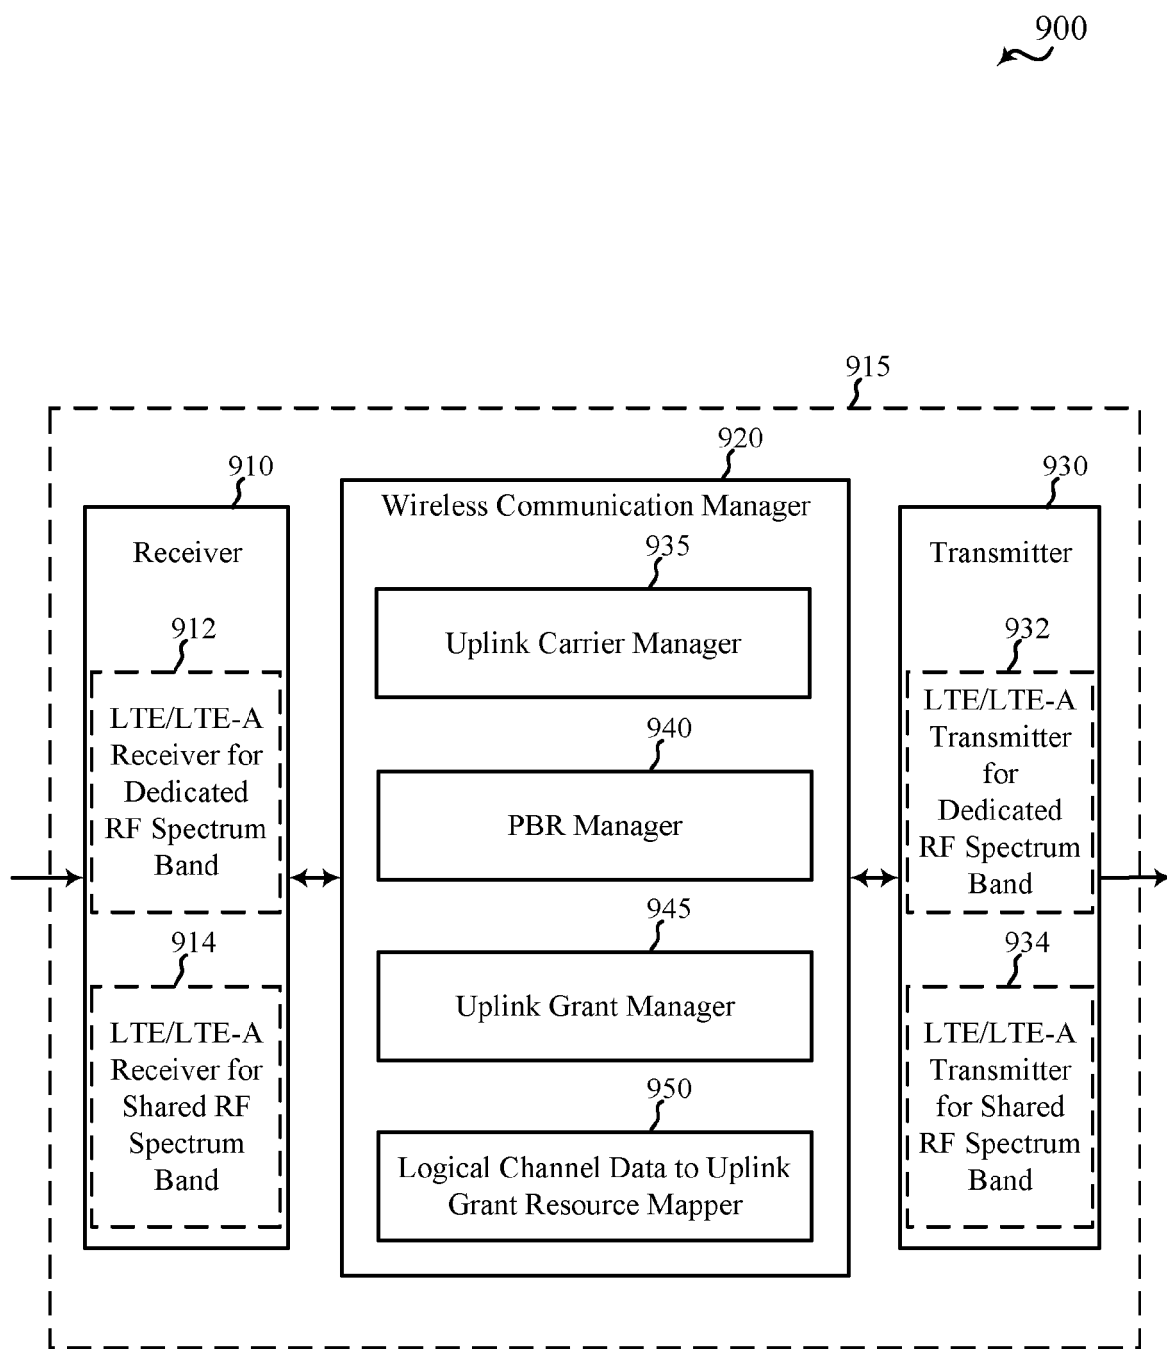 900
915
920
910
930
Wireless Communication Manager
Receiver
Transmitter
935
Uplink Carrier Manager
912
932
LTE/LTE-A
Receiver for
Dedicated
RF Spectrum
Band
LTE/LTE-A
Transmitter
for
Dedicated
RF Spectrum
Band
940
PBR Manager
945
Uplink Grant Manager
914
934
LTE/LTE-A
Receiver for
Shared RF
Spectrum
Band
LTE/LTE-A
Transmitter
for Shared
RF Spectrum
Band
950
Logical Channel Data to Uplink
Grant Resource Mapper